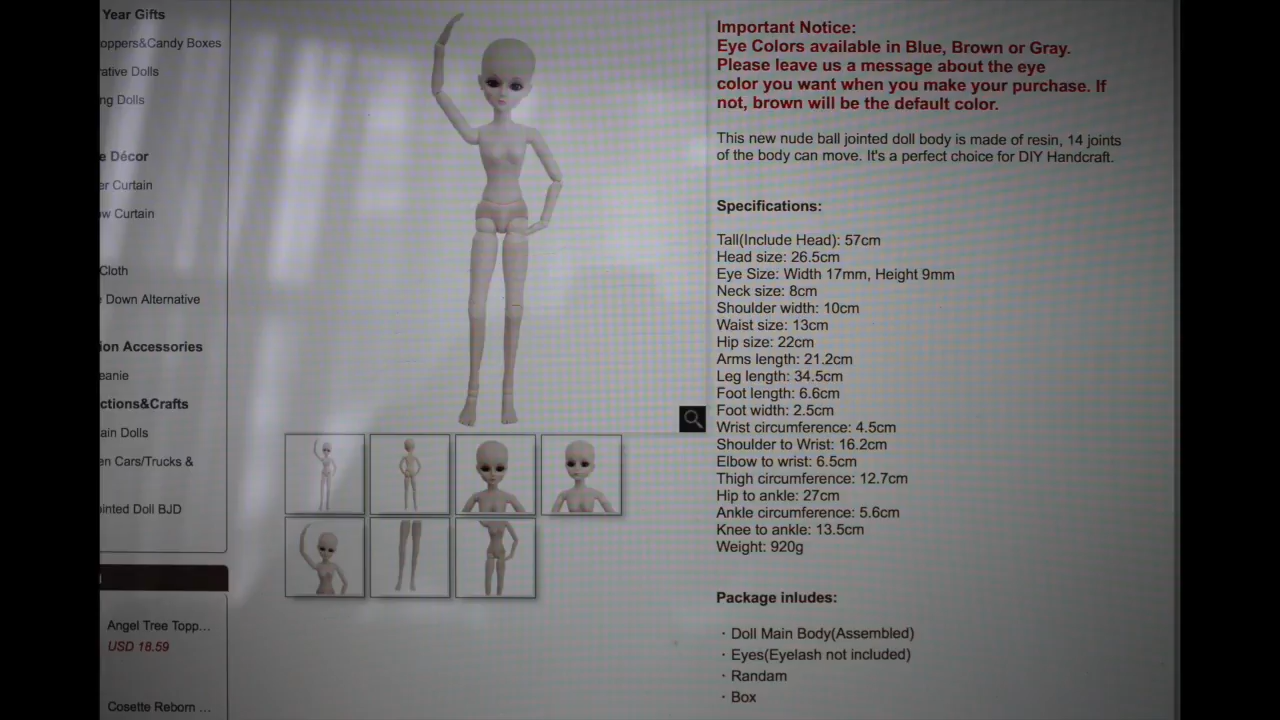 Year Gifts
oppers&Candy Boxes
rative Dolls
ng Dolls
e Décor
er Curtain
ow Curtain
Cloth
e Down Alternative
ion Accessories
eanie
ctions&Crafts
ain Dolls
en Cars/Trucks &
ointed Doll BJD
Angel Tree Topp...
USD 18.59
Cosette Reborn ...
Important Notice:
Eye Colors available in Blue, Brown or Gray.
Please leave us a message about the eye
color you want when you make your purchase. If
not, brown will be the default color.
This new nude ball jointed doll body is made of resin, 14 joints
of the body can move. It's a perfect choice for DIY Handcraft.
Specifications:
Tall(Include Head): 57cm
Head size: 26.5cm
Eye Size: Width 17mm, Height 9mm
Neck size: 8cm
Shoulder width: 10cm
Waist size: 13cm
Hip size: 22cm
Arms length: 21.2cm
Leg length: 34.5cm
Foot length: 6.6cm
Foot width: 2.5cm
Wrist circumference: 4.5cm
Shoulder to Wrist: 16.2cm
Elbow to wrist: 6.5cm
Thigh circumference: 12.7cm
Hip to ankle: 27cm
Ankle circumference: 5.6cm
Knee to ankle: 13.5cm
Weight: 920g
Package inludes:
· Doll Main Body(Assembled)
· Eyes(Eyelash not included)
· Randam
· Box